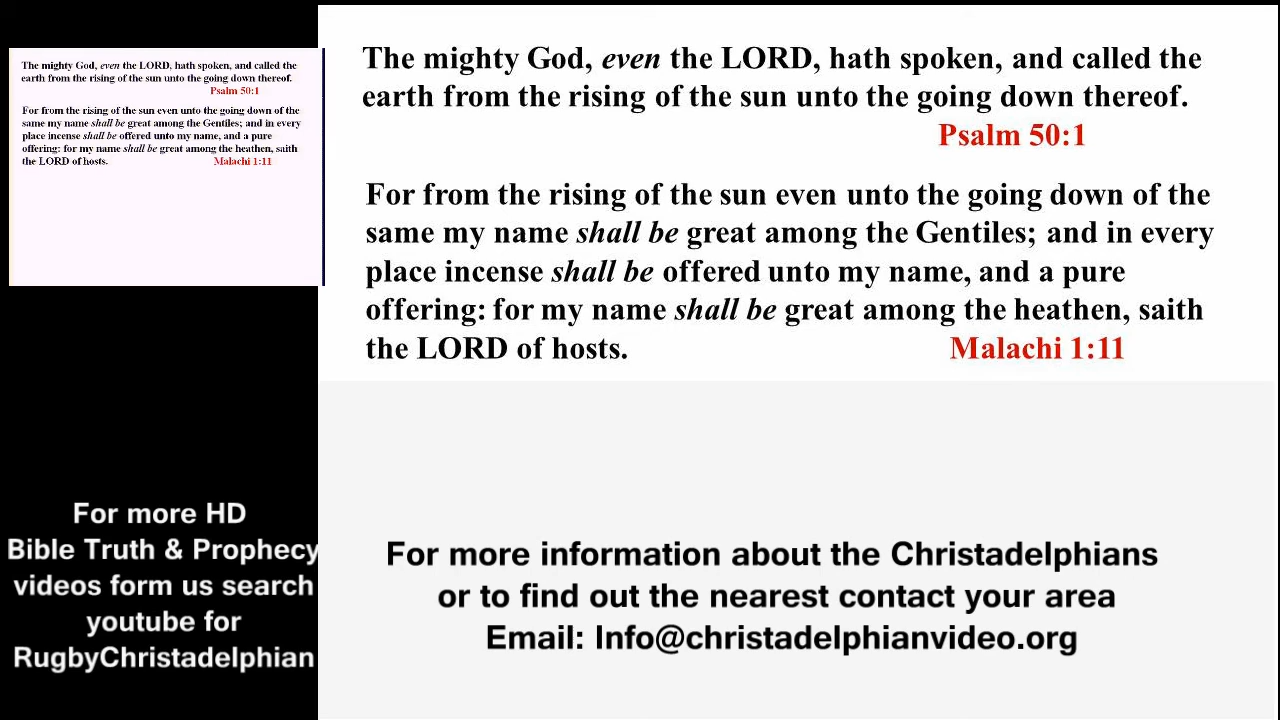 The mighty God, even the LORD, hath spoken, and called the
earth from the rising of the sun unto the going down thereof.
Psalm 50:1
For from the rising of the sun even unto the going down of the
same my name shall be great among the Gentiles; and in every
place incense shall be offered unto my name, and a pure
offering: for my name shall be great among the heathen, saith
the LORD of hosts.
Malachi 1:11
The mighty God, even the LORD, hath spoken, and called the
earth from the rising of the sun unto the going down thereof.
Psalm 50:1
For from the rising of the sun even unto the going down of the
same my name shall be great among the Gentiles; and in every
place incense shall be offered unto my name, and a pure
offering: for my name shall be great among the heathen, saith
the LORD of hosts.
Malachi 1:11
For more HD
Bible Truth & Prophecy
videos form us search
youtube for
RugbyChristadelphian
For more information about the Christadelphians
or to find out the nearest contact your area
Email: Info@christadelphianvideo.org